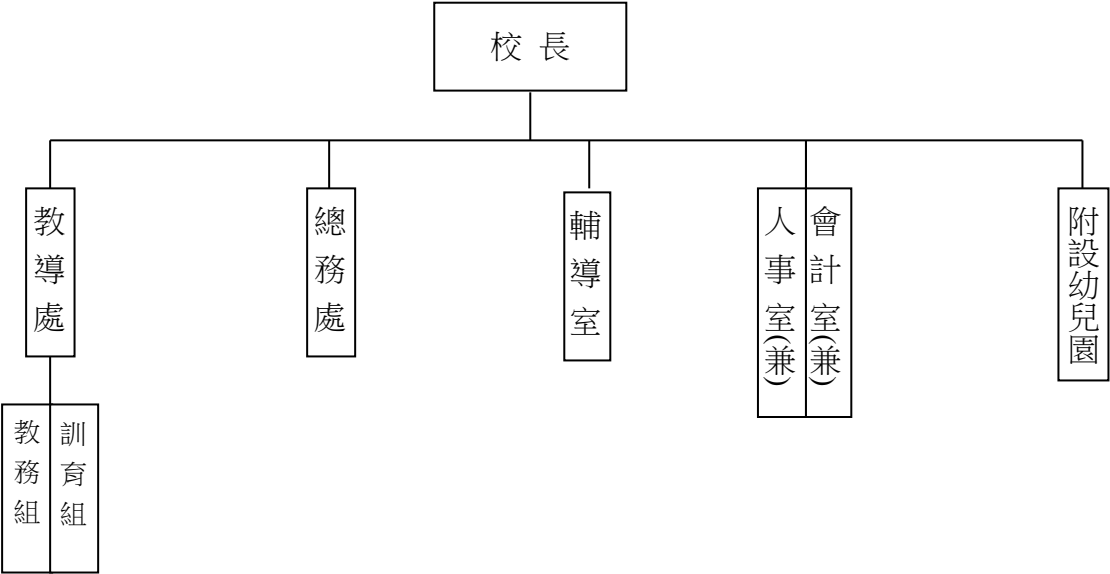 校長
教導處
總務處
輔導室
人事室(兼)
會計室(兼)
附設幼兒園
教務組
訓育組